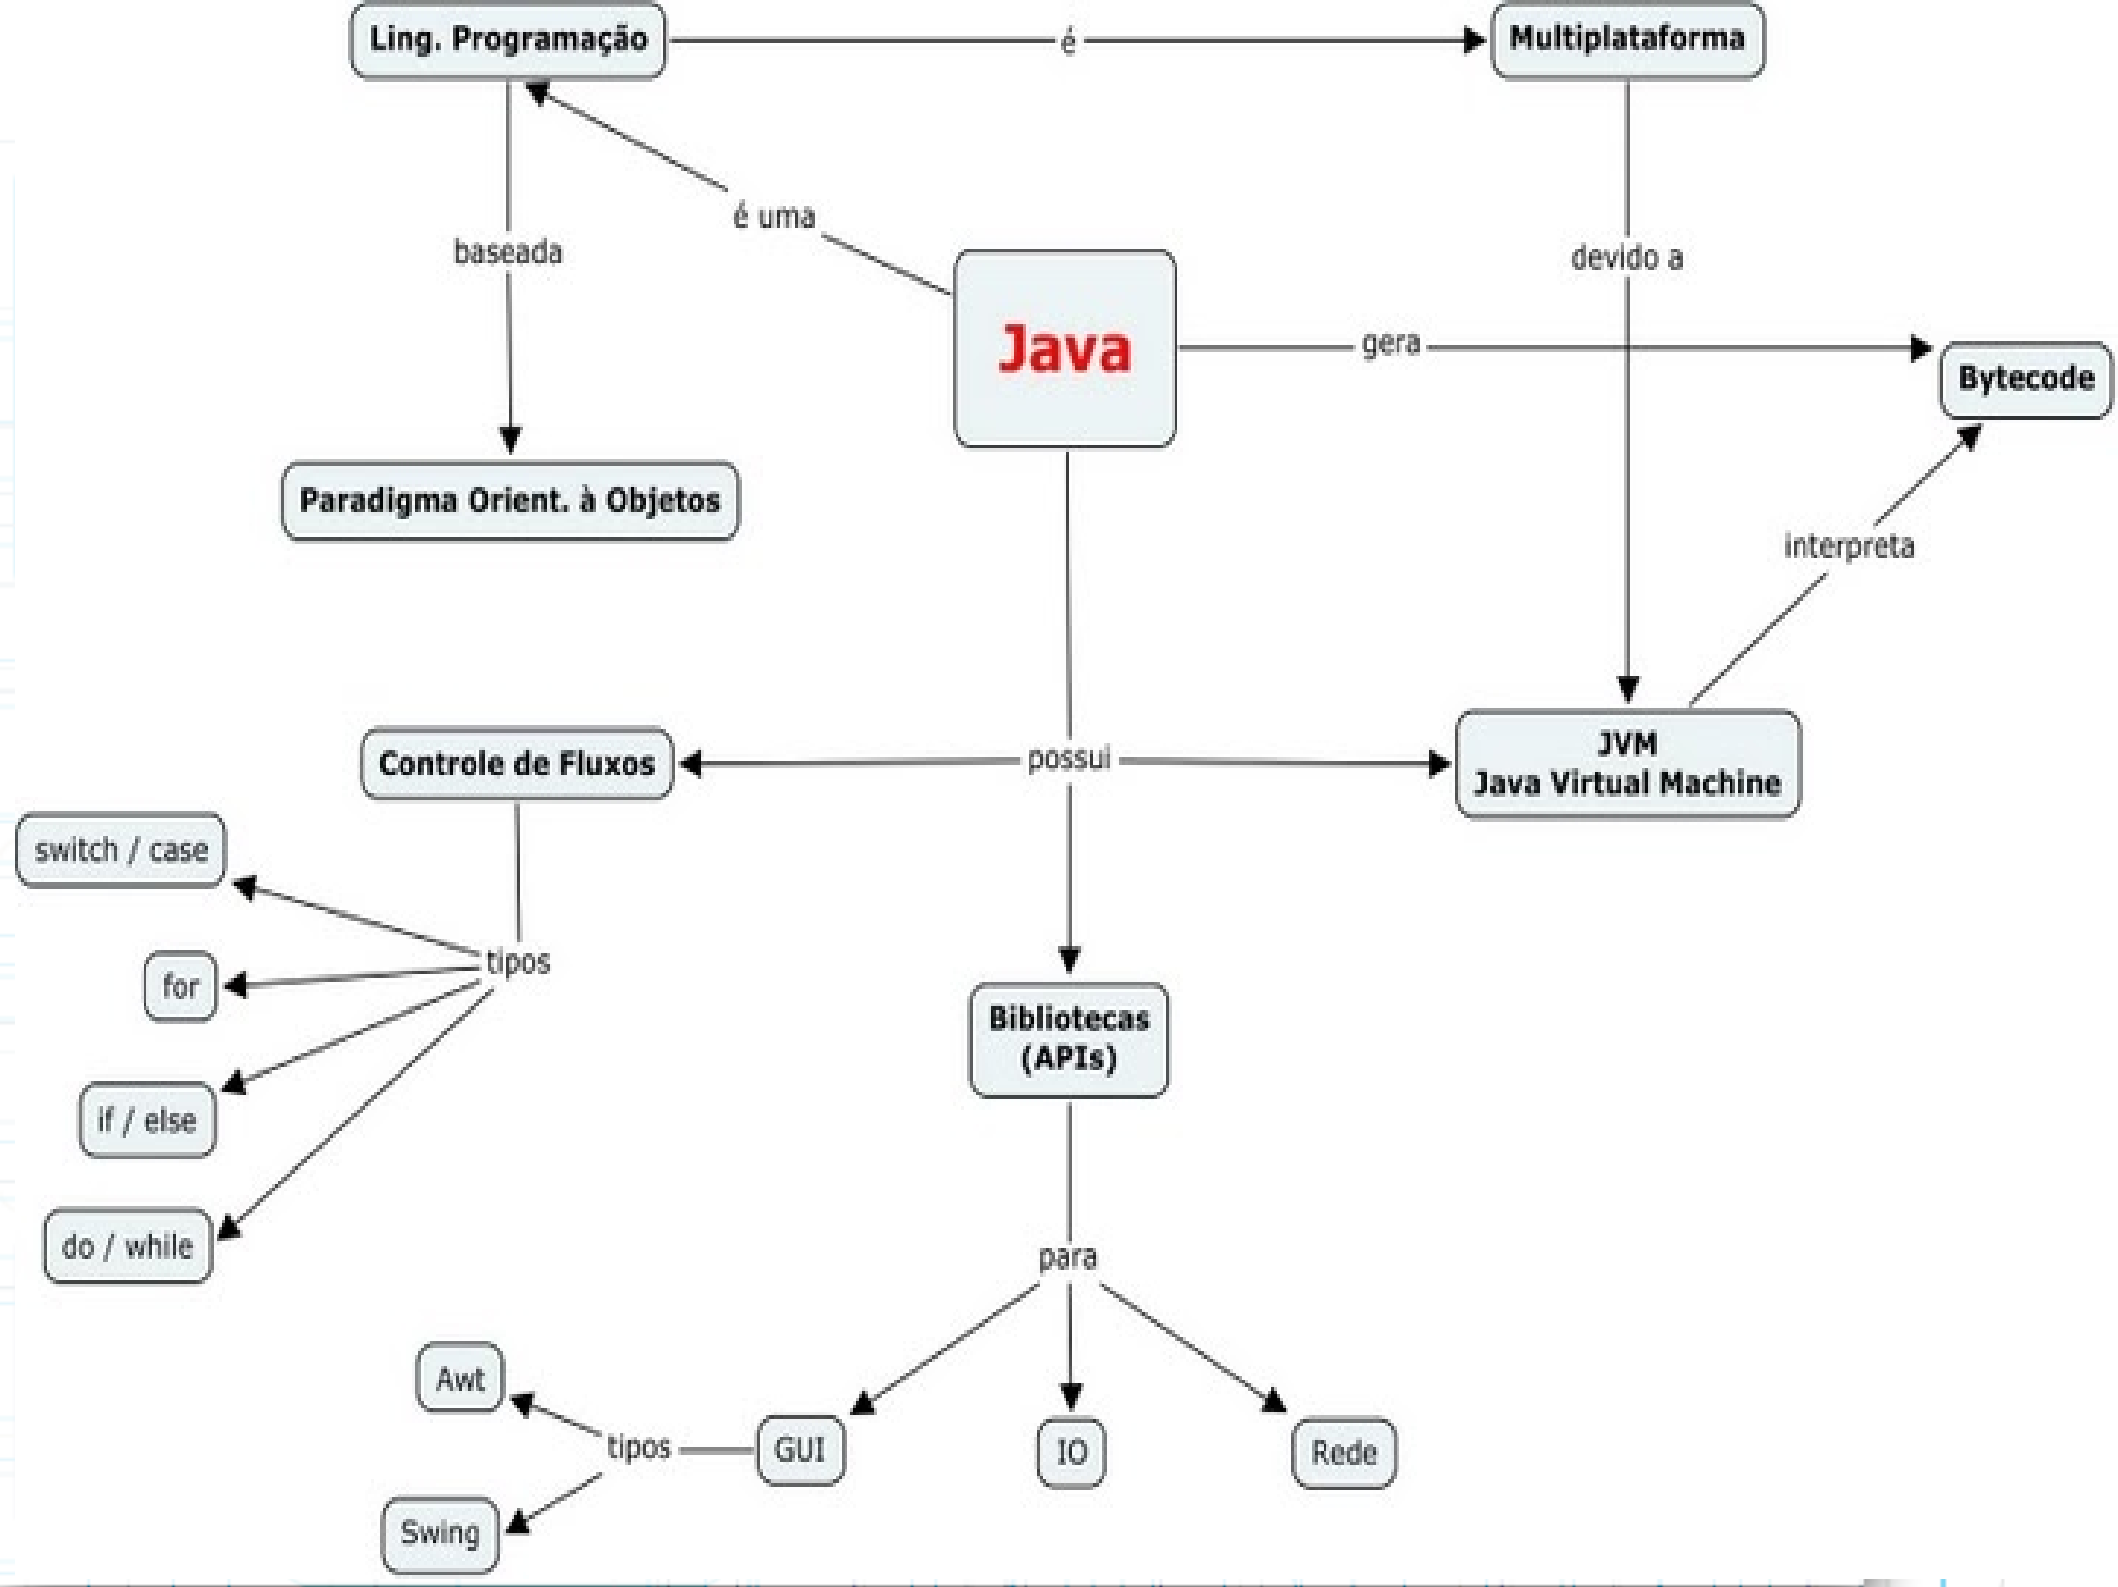 Ling. Programação
é
Multiplataforma
é uma
baseada
devido a
Java
gera
Bytecode
Paradigma Orient. à Objetos
interpreta
Controle de Fluxos
possui
JVM
Java Virtual Machine
switch / case
tipos
for
if / else
do / while
Bibliotecas
(APIs)
para
Awt
tipos
GUI
IO
Rede
Swing